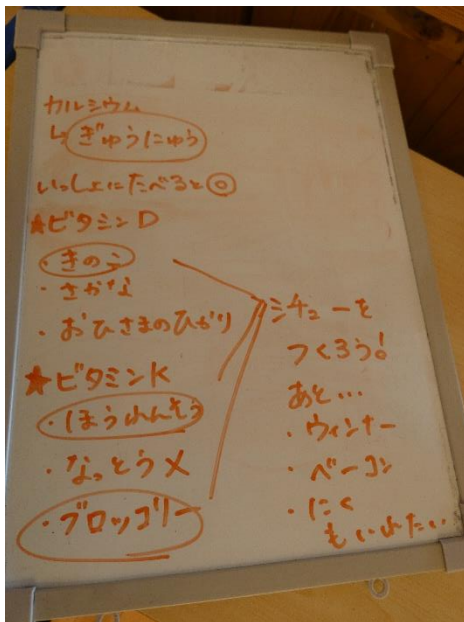 カルシウム
↳ぎゅうにゅう
いっしょにたべると◎
★ビタミンD
・きのこ
・さかな
・おひさまのひかり
★ビタミンK
・ほうれんそう
・なっとう×
・ブロッコリー
シチューを
つくろう!
あと…
・ウィンナー
・ベーコン
・にく
もいれたい